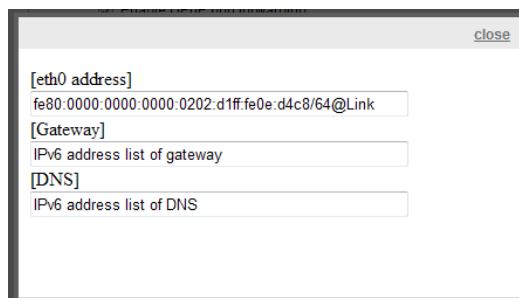 close
[eth0 address]
fe80:0000:0000:0000:0202:d1ff:fe0e:d4c8/64@Link
[Gateway]
IPv6 address list of gateway
[DNS]
IPv6 address list of DNS